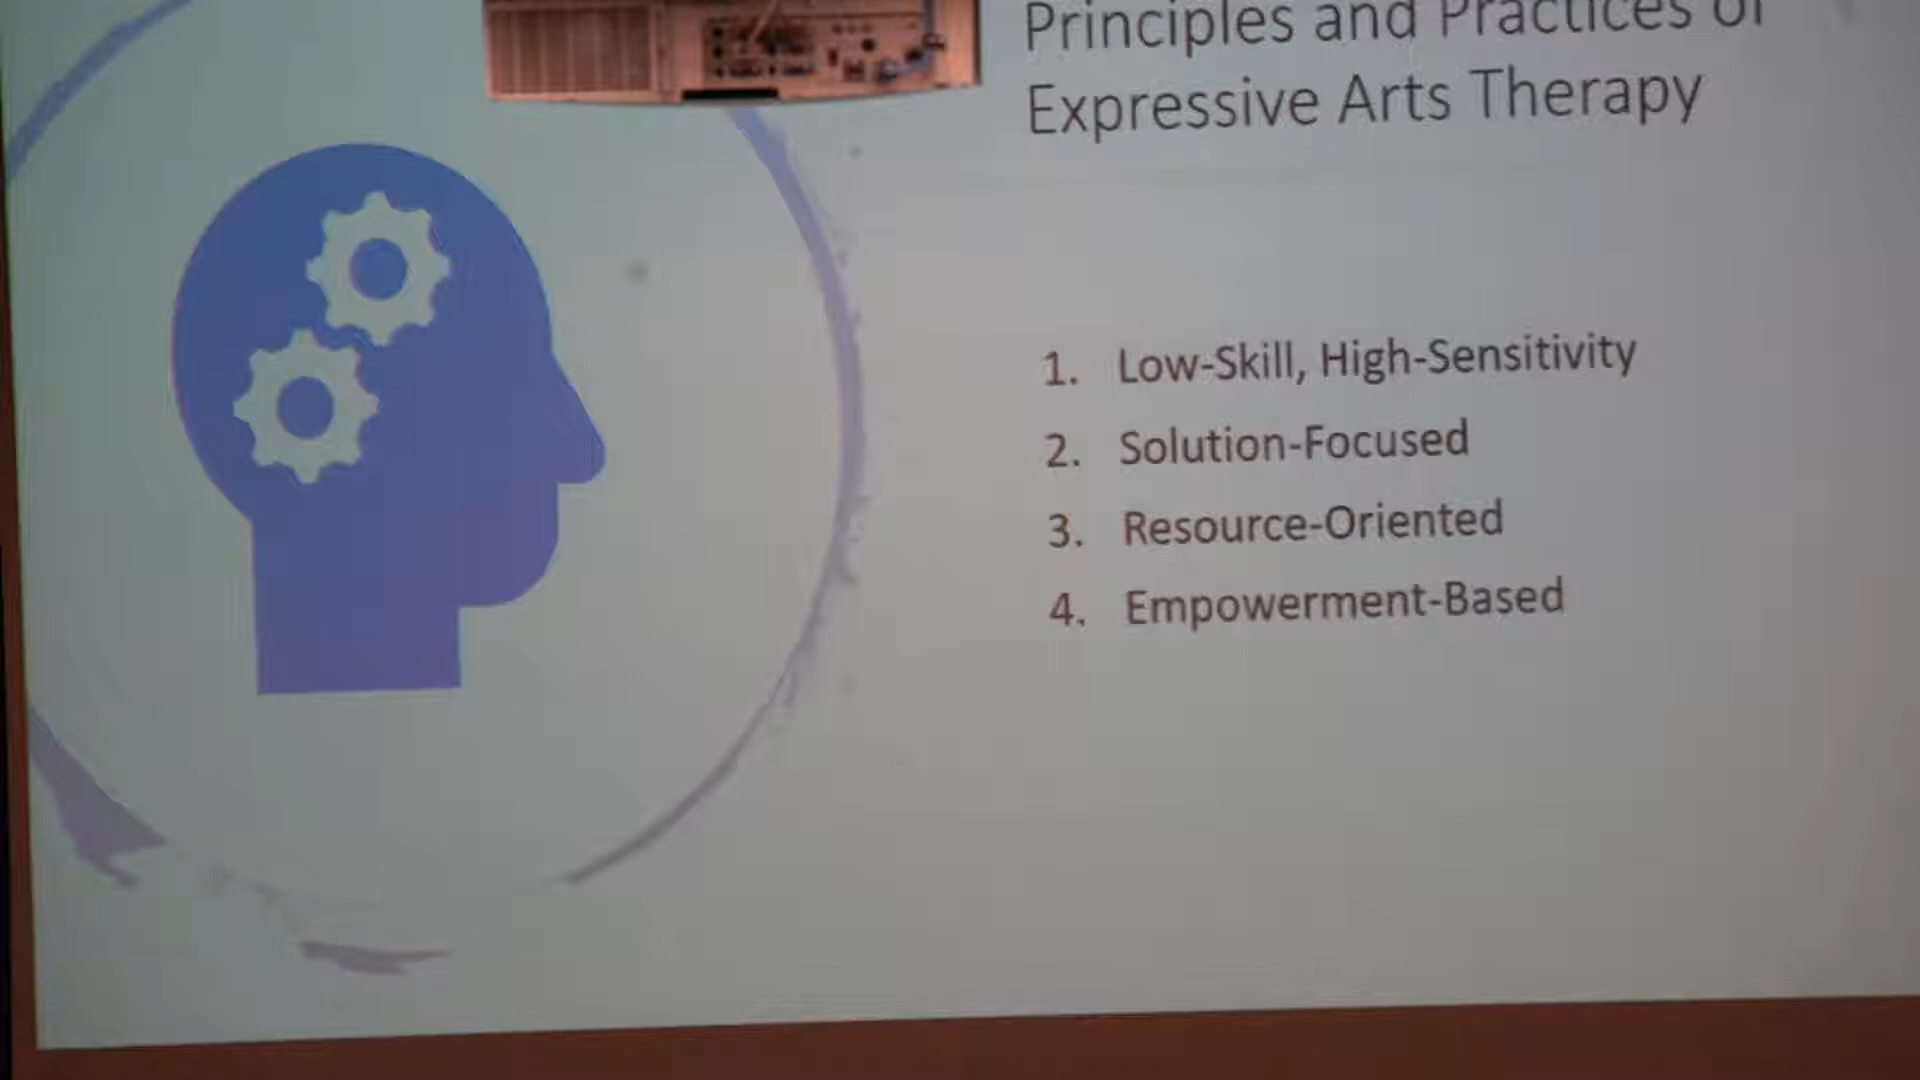 Principles and Practices of
Expressive Arts Therapy
1. Low-Skill, High-Sensitivity
2. Solution-Focused
3. Resource-Oriented
4. Empowerment-Based